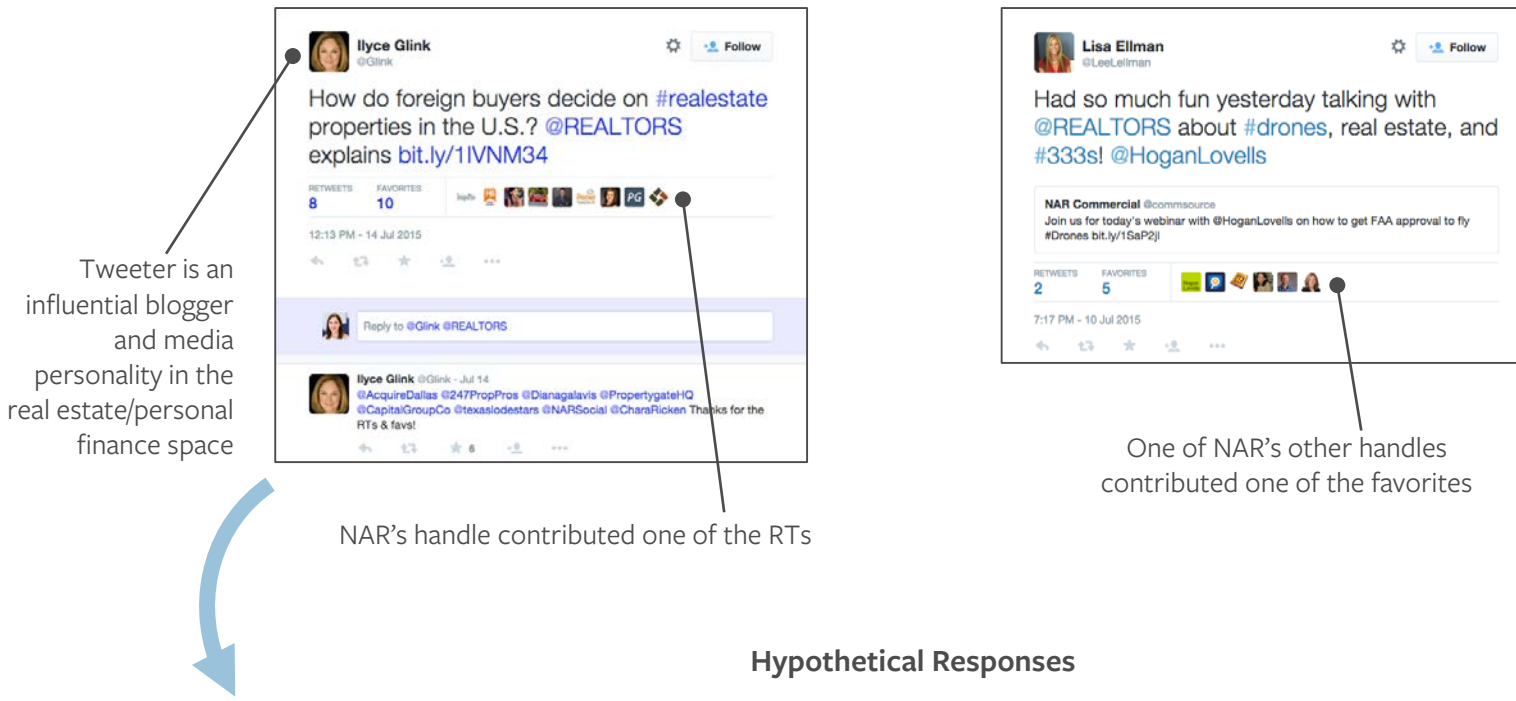 Ilyce Glink
@Glink
Follow
How do foreign buyers decide on #realestate
properties in the U.S.? @REALTORS
explains bit.ly/1IVNM34
RETWEETS FAVORITES
8 10
PG
12:13 PM - 14 Jul 2015
Reply to @Glink @REALTORS
Ilyce Glink @Glink · Jul 14
@AcquireDallas @247PropPros @Dianagalavis @PropertygateHQ
@CapitalGroupCo @texaslodestars @NARSocial @CharaRicken Thanks for the
RTs & favs!
6
Tweeter is an
influential blogger
and media
personality in the
real estate/personal
finance space
NAR’s handle contributed one of the RTs
Lisa Ellman
@LeeLellman
Follow
Had so much fun yesterday talking with
@REALTORS about #drones, real estate, and
#333s! @HoganLovells
NAR Commercial @commsource
Join us for today's webinar with @HoganLovells on how to get FAA approval to fly
#Drones bit.ly/1SaP2jl
RETWEETS FAVORITES
2 5
Hogan
Lovells
7:17 PM - 10 Jul 2015
One of NAR’s other handles
contributed one of the favorites
Hypothetical Responses